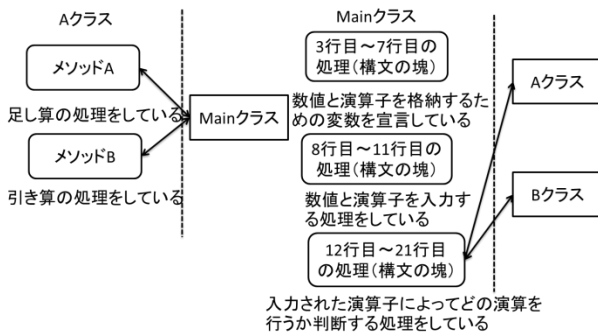 Aクラス
メソッドA
足し算の処理をしている
メソッドB
引き算の処理をしている
Mainクラス
Mainクラス
3行目～7行目の
処理(構文の塊)
数値と演算子を格納するた
めの変数を宣言している
8行目～11行目の
処理(構文の塊)
数値と演算子を入力す
る処理をしている
12行目～21行目
の処理(構文の塊)
入力された演算子によってどの演算を
行うか判断する処理をしている
Aクラス
Bクラス